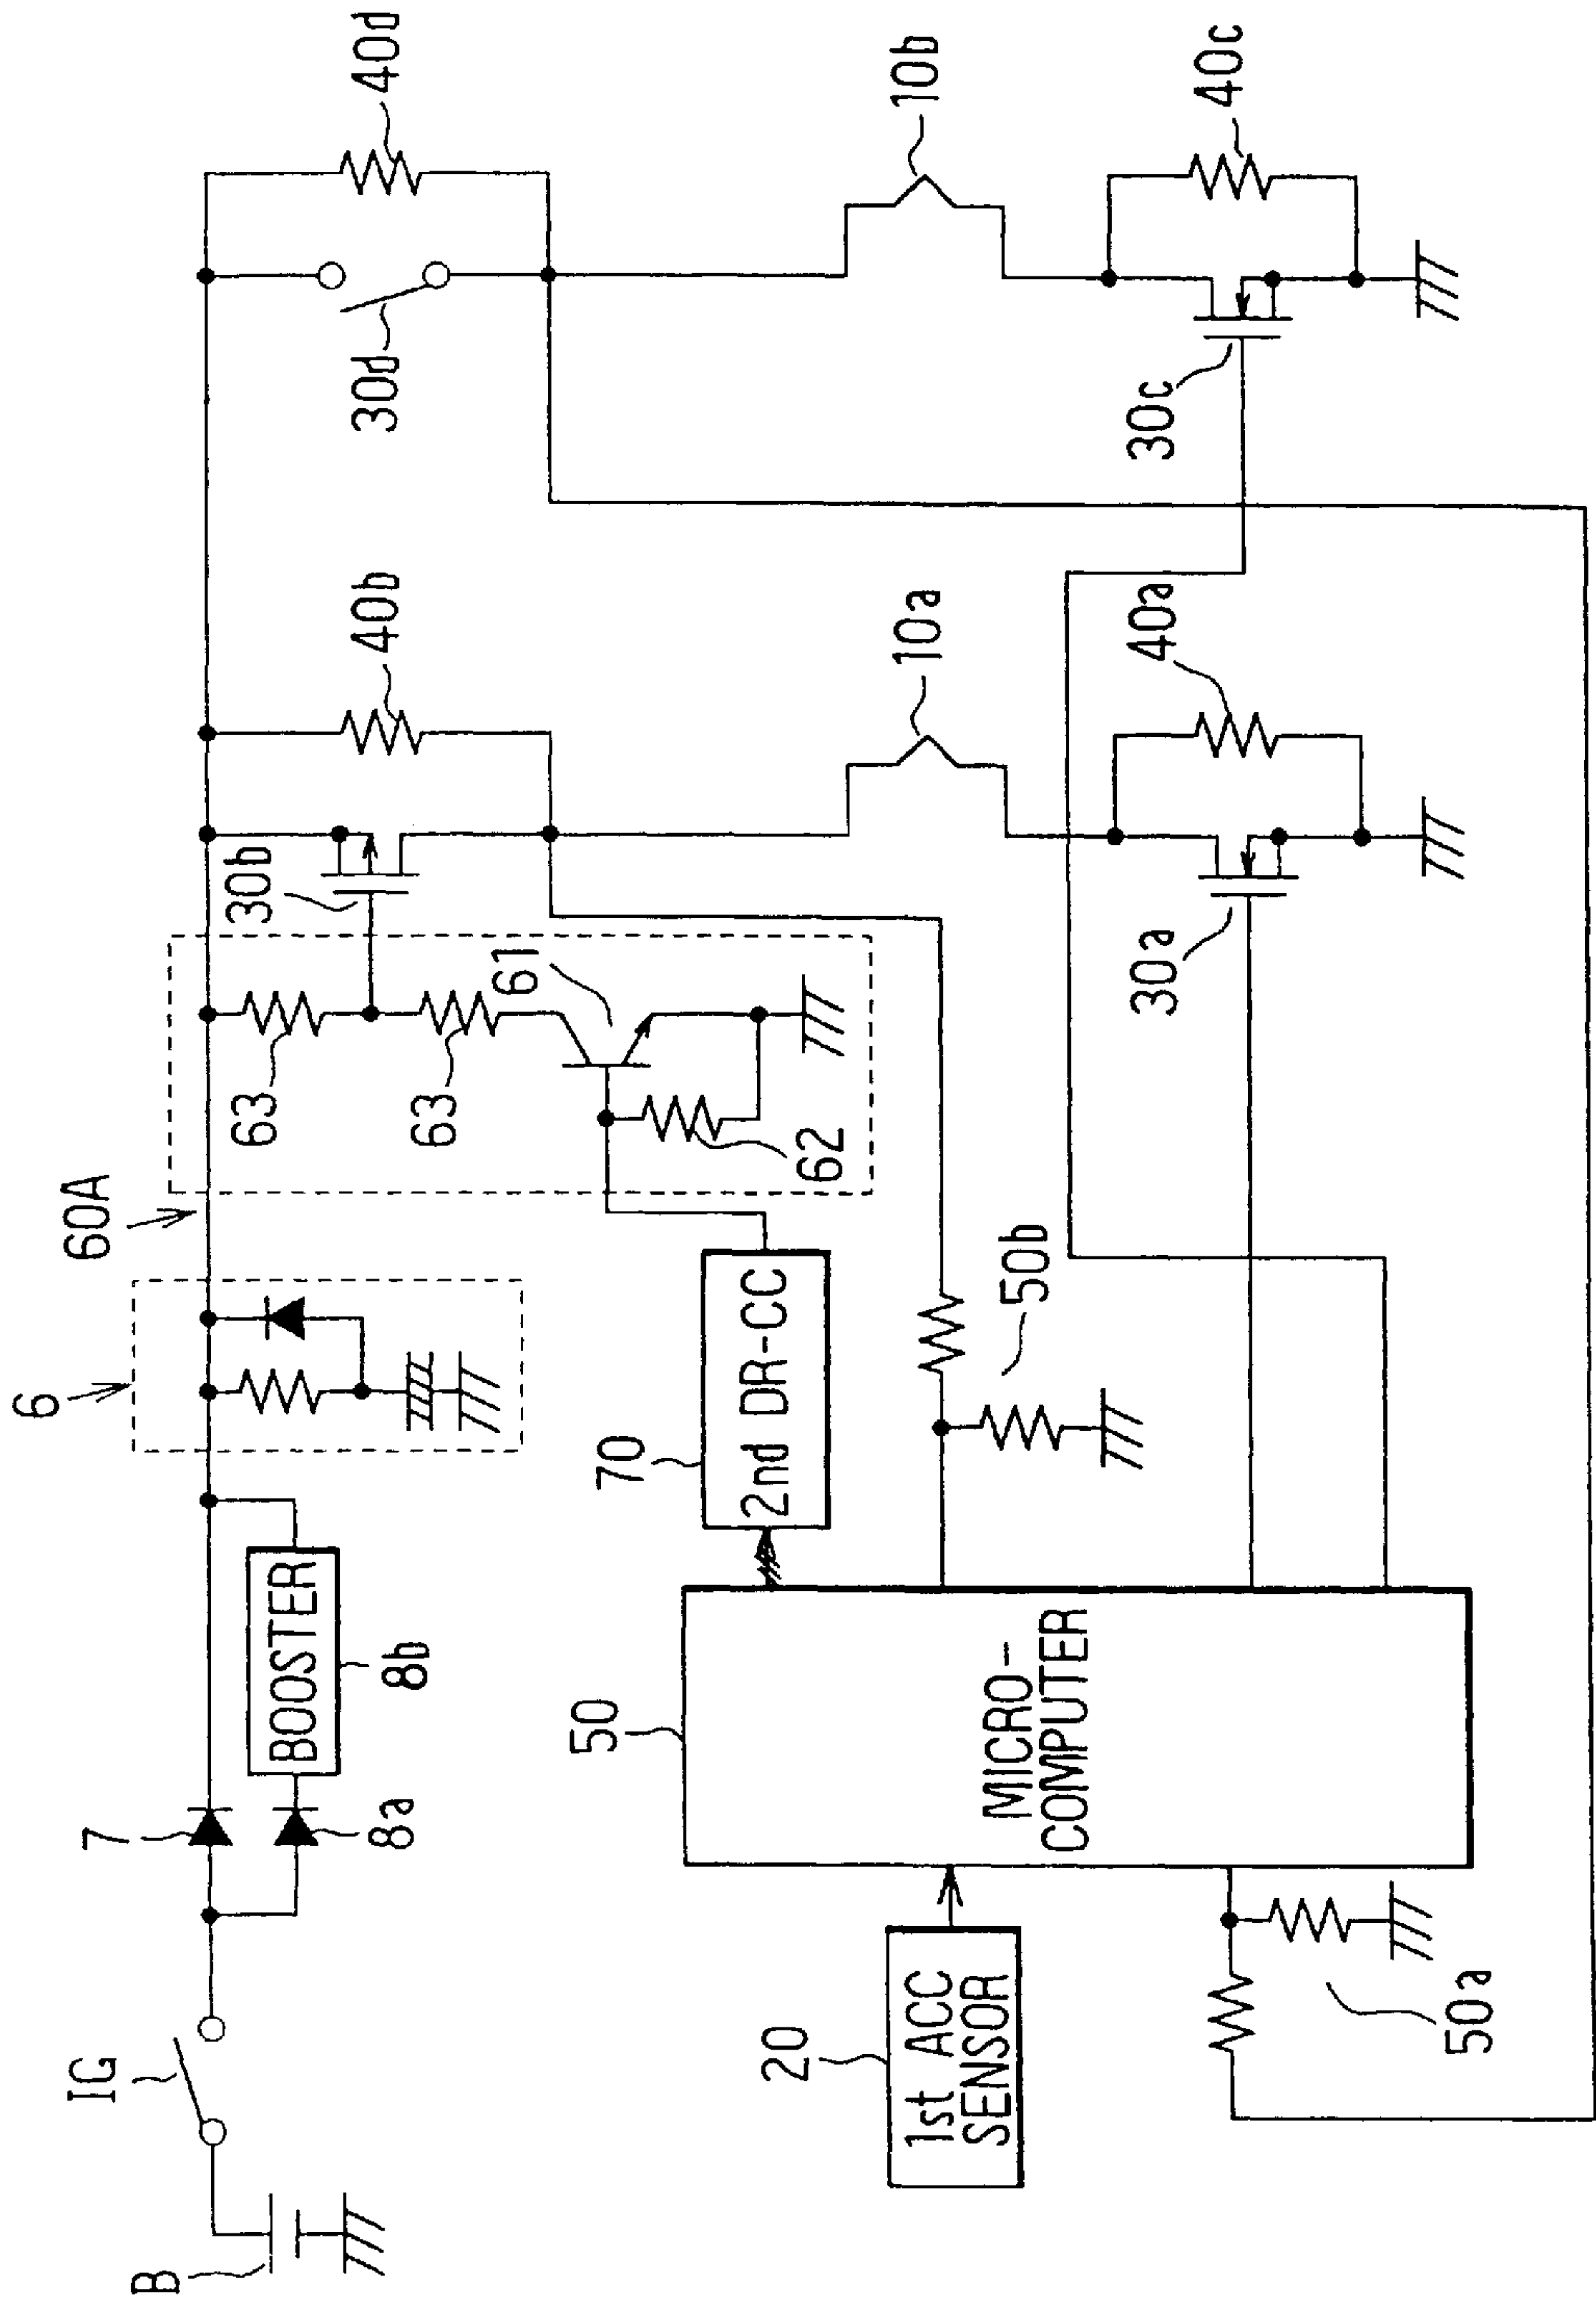 B
IG
7
8a
BOOSTER
8b
6
60A
63
63
61
62
30b
40b
30d
40d
10a
10b
70
2nd DR-CC
50b
50
MICRO-
COMPUTER
20
1st ACC
SENSOR
50a
30a
40a
30c
40c